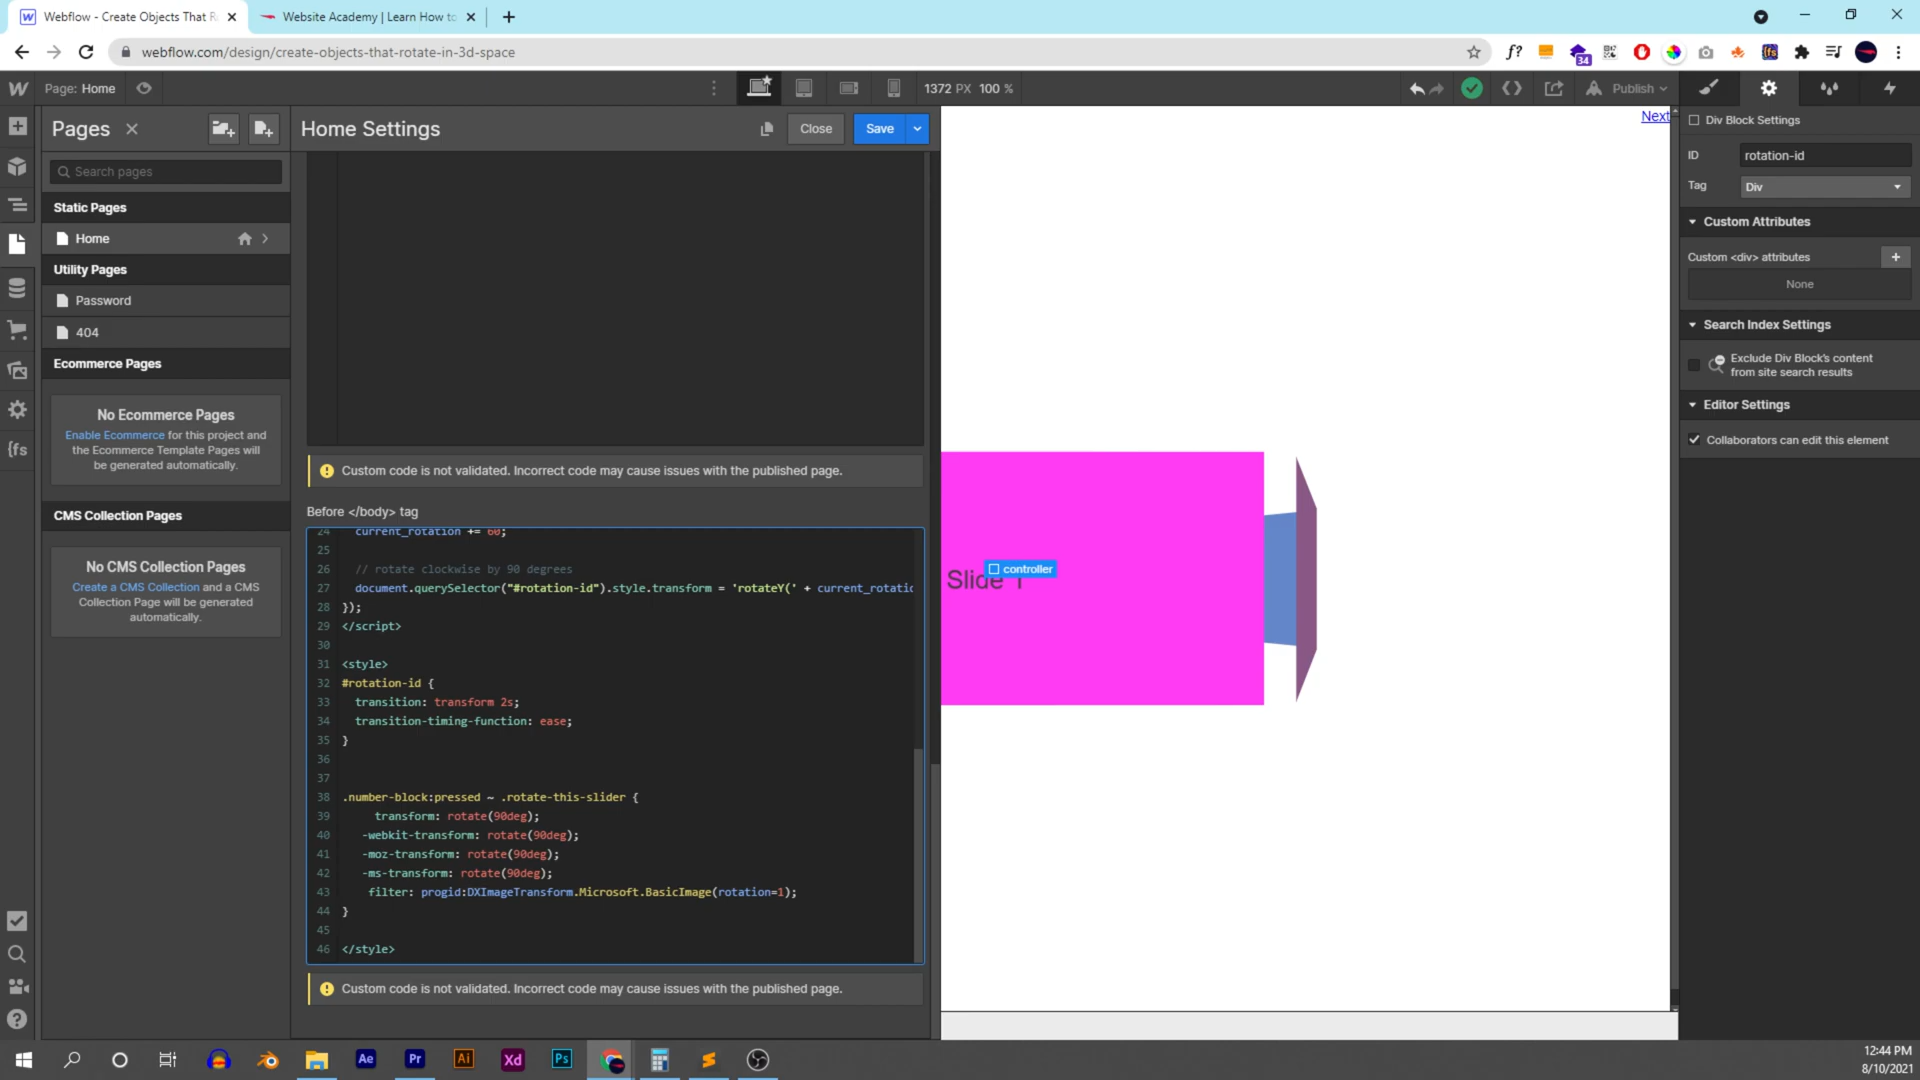 Webflow - Create Objects That R
Website Academy | Learn How to
webflow.com/design/create-objects-that-rotate-in-3d-space
f?
34
{fs
Page: Home
1372 PX 100 %
Publish
Pages
Home Settings
Close
Save
Search pages
Static Pages
Home
Utility Pages
Password
404
Ecommerce Pages
No Ecommerce Pages
Enable Ecommerce for this project and
the Ecommerce Template Pages will
be generated automatically.
CMS Collection Pages
No CMS Collection Pages
Create a CMS Collection and a CMS
Collection Page will be generated
automatically.
{fs
Custom code is not validated. Incorrect code may cause issues with the published page.
Before </body> tag
24 current_rotation += 60;
25
26 // rotate clockwise by 90 degrees
27 document.querySelector("#rotation-id").style.transform = 'rotateY(' + current_rotatio
28 });
29 </script>
30
31 <style>
32 #rotation-id {
33 transition: transform 2s;
34 transition-timing-function: ease;
35 }
36
37
38 .number-block:pressed ~ .rotate-this-slider {
39 transform: rotate(90deg);
40 -webkit-transform: rotate(90deg);
41 -moz-transform: rotate(90deg);
42 -ms-transform: rotate(90deg);
43 filter: progid:DXImageTransform.Microsoft.BasicImage(rotation=1);
44 }
45
46 </style>
Custom code is not validated. Incorrect code may cause issues with the published page.
Next
controller
Slide 1
Div Block Settings
ID rotation-id
Tag Div
Custom Attributes
Custom <div> attributes
None
Search Index Settings
Exclude Div Block's content
from site search results
Editor Settings
Collaborators can edit this element
Ae
Pr
Ai
Xd
Ps
12:44 PM
8/10/2021